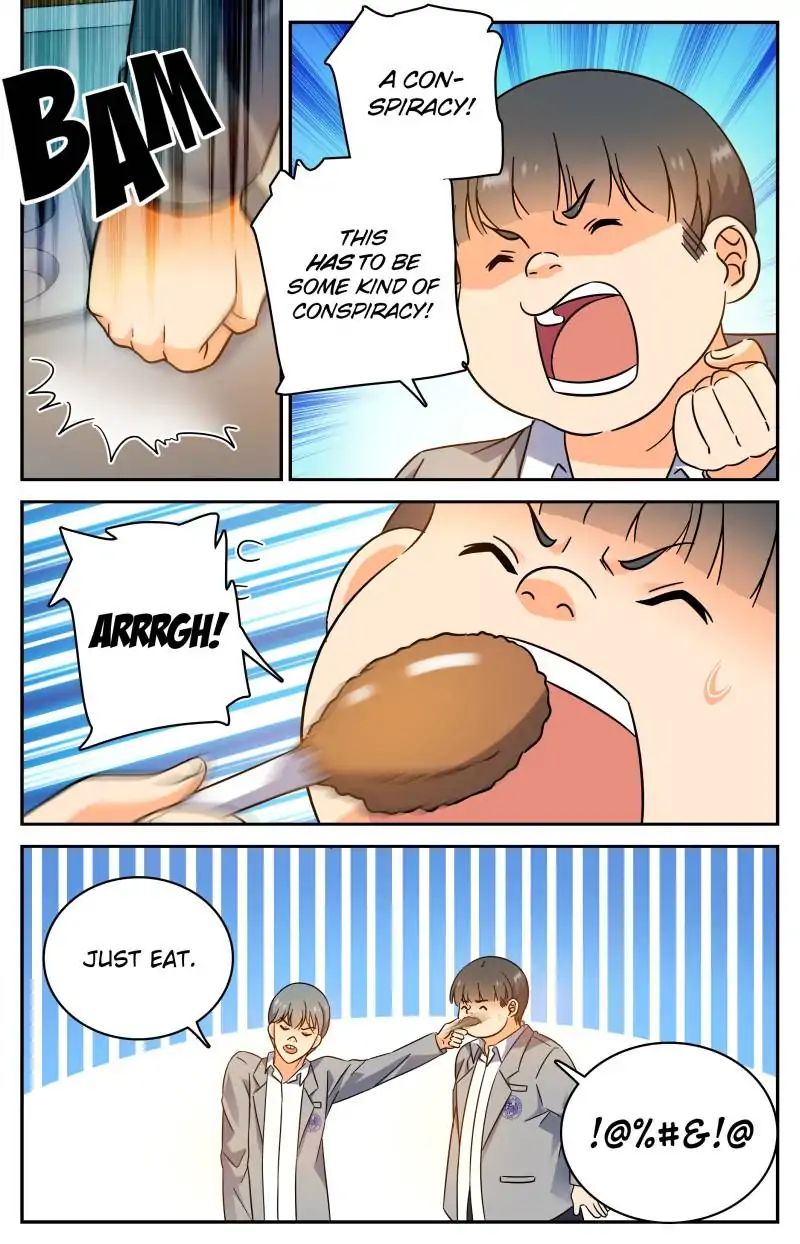 BAM
A CON-
SPIRACY!
THIS
HAS TO BE
SOME KIND OF
CONSPIRACY!
ARRRGH!
JUST EAT.
!@%#&!@